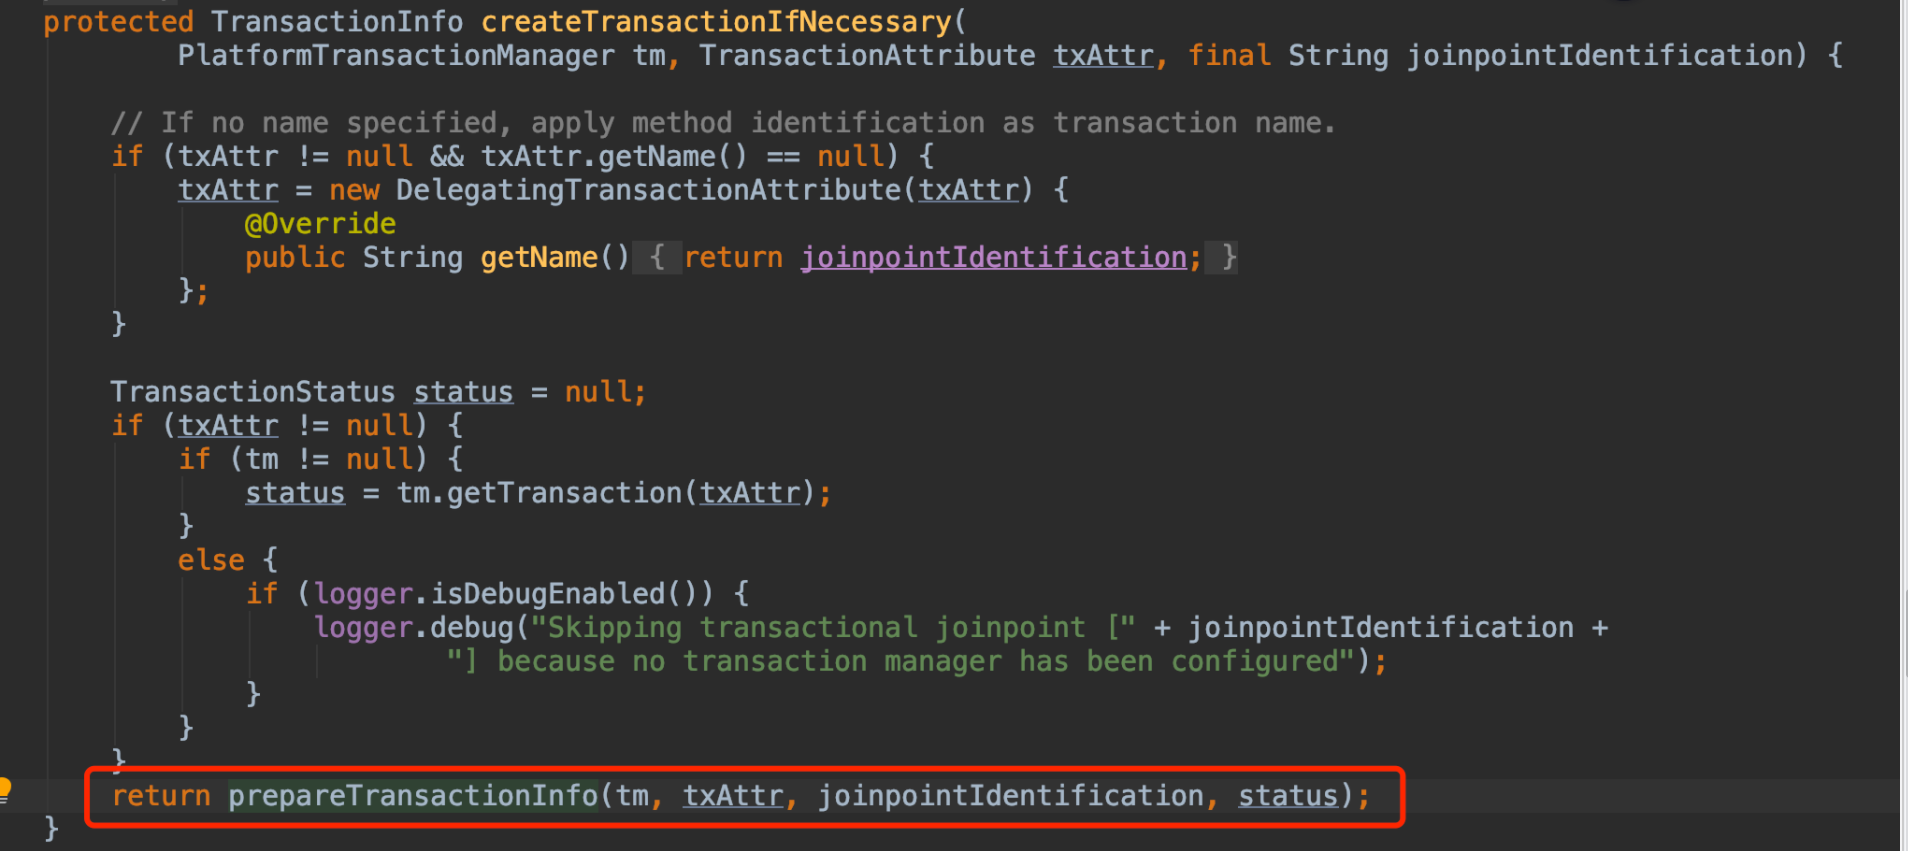 protected TransactionInfo createTransactionIfNecessary(
PlatformTransactionManager tm, TransactionAttribute txAttr, final String joinpointIdentification) {
// If no name specified, apply method identification as transaction name.
if (txAttr != null && txAttr.getName() == null) {
txAttr = new DelegatingTransactionAttribute(txAttr) {
@Override
public String getName() { return joinpointIdentification; }
};
}
TransactionStatus status = null;
if (txAttr != null) {
if (tm != null) {
status = tm.getTransaction(txAttr);
}
else {
if (logger.isDebugEnabled()) {
logger.debug("Skipping transactional joinpoint [" + joinpointIdentification +
"] because no transaction manager has been configured");
}
}
}
return prepareTransactionInfo(tm, txAttr, joinpointIdentification, status);
}